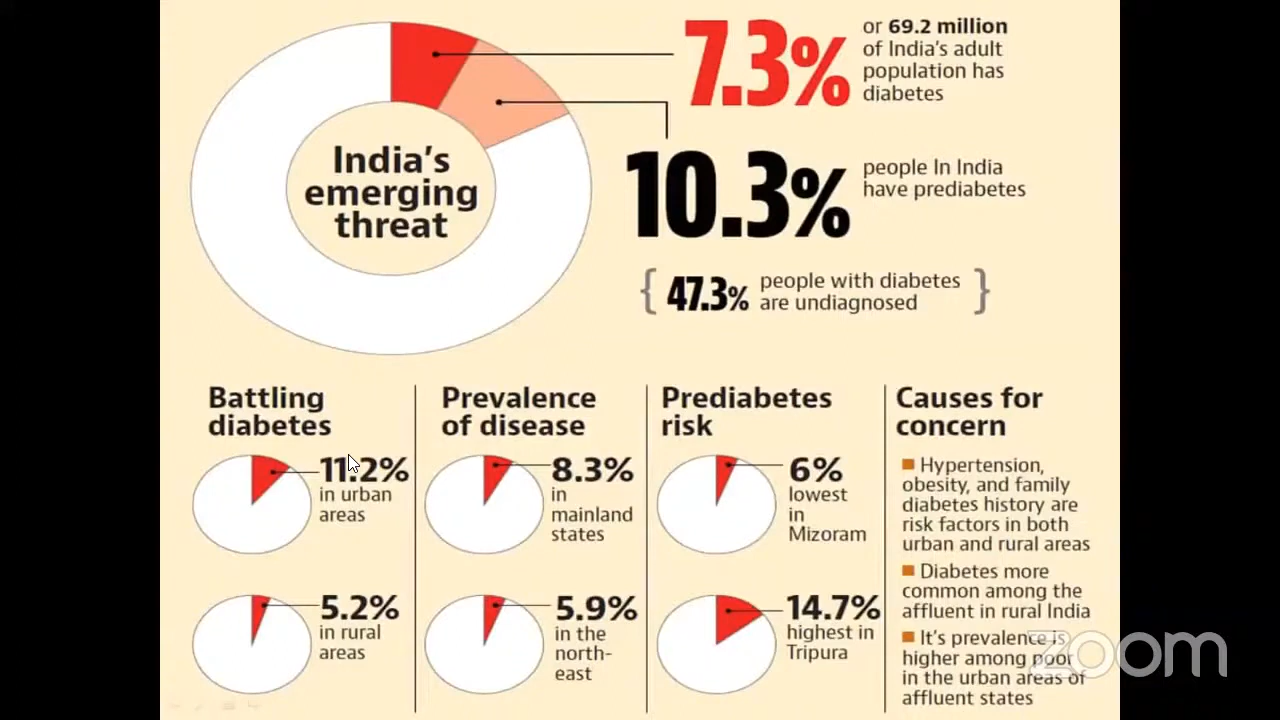 India's
emerging
threat
7.3%
or 69.2 million
of India's adult
population has
diabetes
10.3%
people In India
have prediabetes
{ 47.3% people with diabetes
are undiagnosed }
Battling
diabetes
11.2%
in urban
areas
5.2%
in rural
areas
Prevalence
of disease
8.3%
in
mainland
states
5.9%
in the
north-
east
Prediabetes
risk
6%
lowest
in
Mizoram
14.7%
highest in
Tripura
Causes for
concern
Hypertension,
obesity, and family
diabetes history are
risk factors in both
urban and rural areas
Diabetes more
common among the
affluent in rural India
It's prevalence is
higher among poor
in the urban areas of
affluent states
zoom